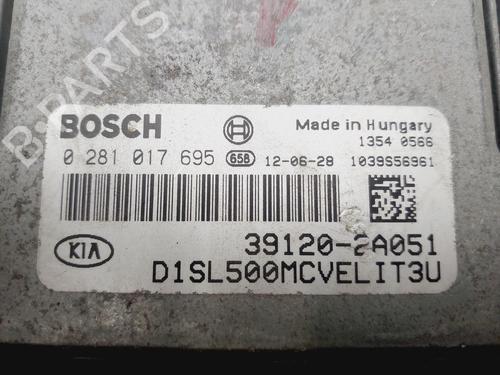 B-PARTS
BOSCH
Made in Hungary
1354 0566
0 281 017 695 658 12-06-28 1039S56961
KIA
39120-2A051
D1SL500MCVELIT3U